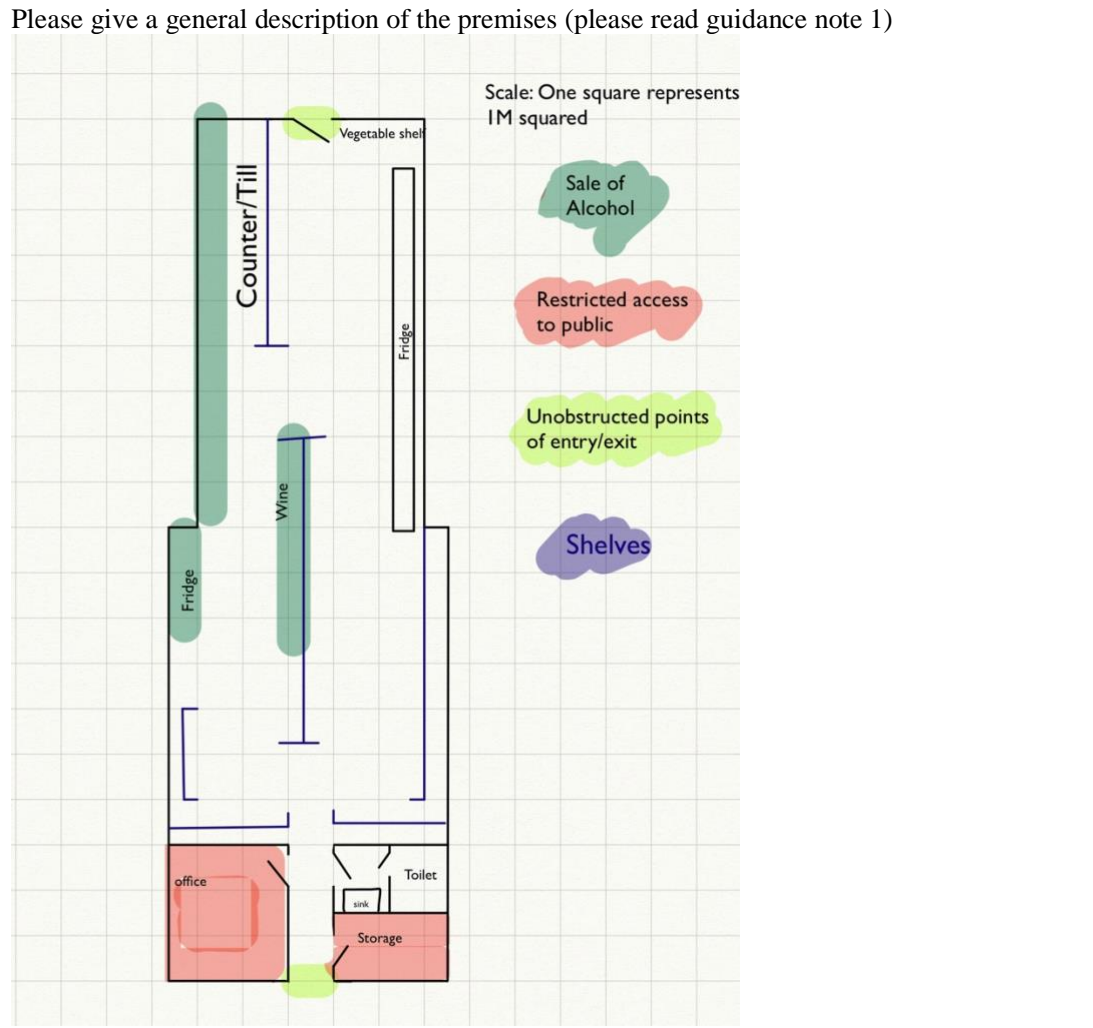 Please give a general description of the premises (please read guidance note 1)
Scale: One square represents
1M squared
Vegetable shelf
Counter/Till
Sale of
Alcohol
Restricted access
to public
Fridge
Unobstructed points
of entry/exit
Wine
Shelves
Fridge
office
Toilet
sink
Storage